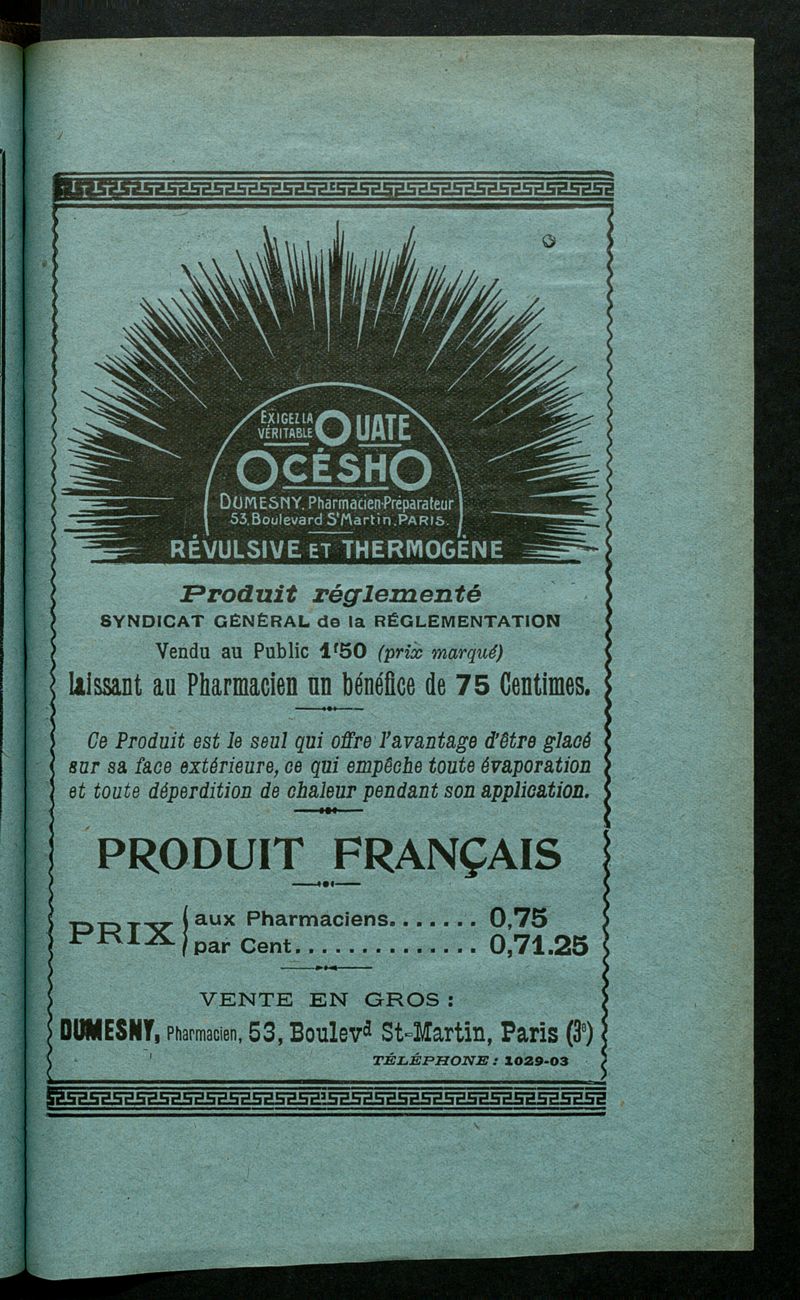 EXIGEZ LA VÉRITABLE OUATE
OCÉSHO
DUMESNY, Pharmacien-Préparateur
53, Boulevard St Martin, PARIS.
RÉVULSIVE ET THERMOGÈNE
Produit réglementé
SYNDICAT GÉNÉRAL de la RÉGLEMENTATION
Vendu au Public 1f50 (prix marqué)
laissant au Pharmacien un bénéfice de 75 Centimes.
Ce Produit est le seul qui offre l'avantage d'être glacé
sur sa face extérieure, ce qui empêche toute évaporation
et toute déperdition de chaleur pendant son application.
PRODUIT FRANÇAIS
PRIX
aux Pharmaciens....... 0,75
par Cent.............. 0,71.25
VENTE EN GROS :
DUMESNY, Pharmacien, 53, Boulevd St-Martin, Paris (3e)
TÉLÉPHONE : 1029-03